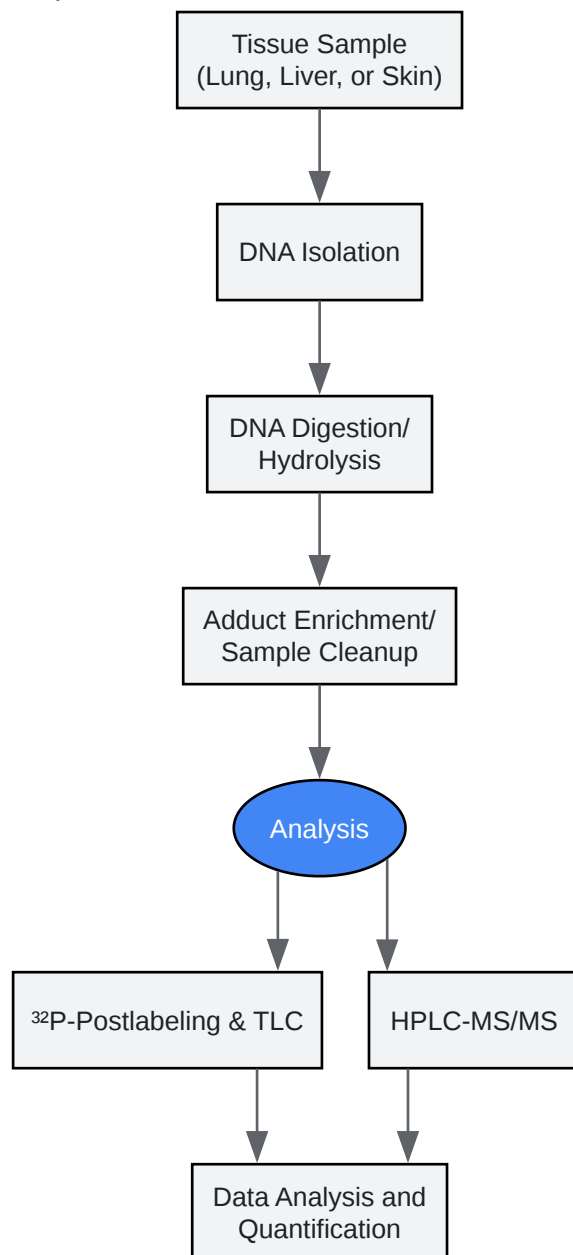 Tissue Sample
(Lung, Liver, or Skin)
DNA Isolation
DNA Digestion/
Hydrolysis
Adduct Enrichment/
Sample Cleanup
Analysis
³²P-Postlabeling & TLC
HPLC-MS/MS
Data Analysis and
Quantification